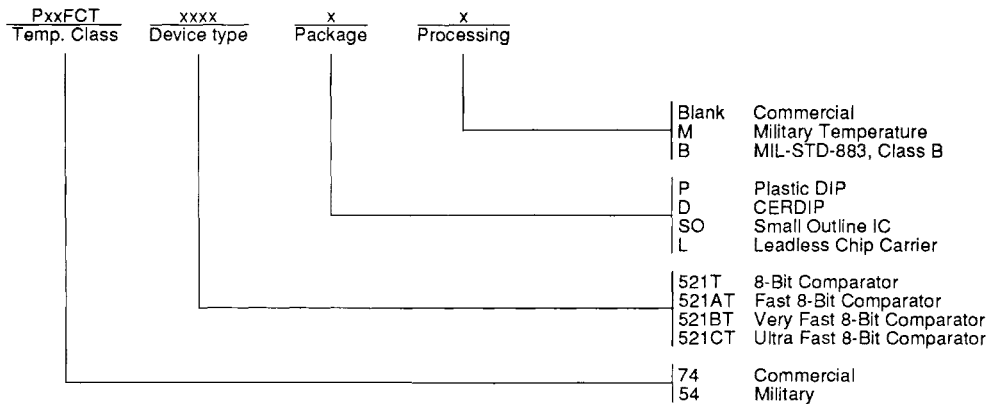 PxxFCT xxxx x x
Temp. Class Device type Package Processing
Blank Commercial
M Military Temperature
B MIL-STD-883, Class B
P Plastic DIP
D CERDIP
SO Small Outline IC
L Leadless Chip Carrier
521T 8-Bit Comparator
521AT Fast 8-Bit Comparator
521BT Very Fast 8-Bit Comparator
521CT Ultra Fast 8-Bit Comparator
74 Commercial
54 Military